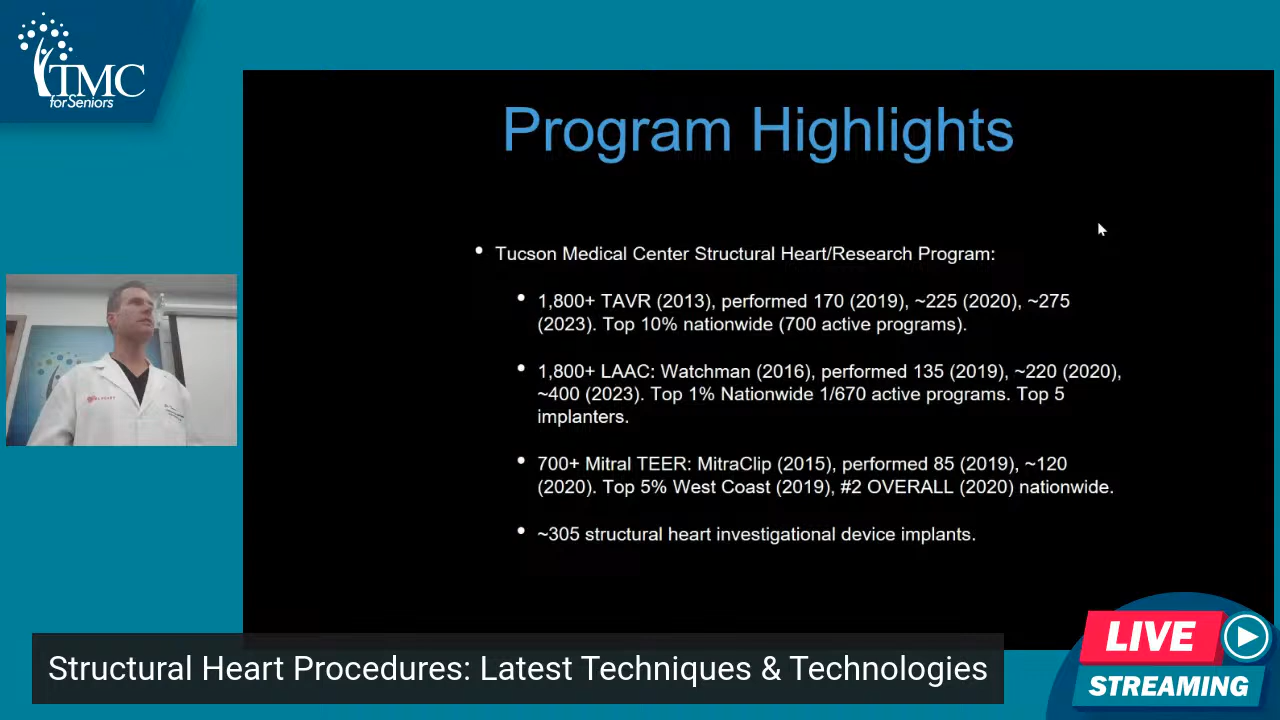 TMC
for Seniors
Program Highlights
• Tucson Medical Center Structural Heart/Research Program:
• 1,800+ TAVR (2013), performed 170 (2019), ~225 (2020), ~275
(2023). Top 10% nationwide (700 active programs).
• 1,800+ LAAC: Watchman (2016), performed 135 (2019), ~220 (2020),
~400 (2023). Top 1% Nationwide 1/670 active programs. Top 5
implanters.
• 700+ Mitral TEER: MitraClip (2015), performed 85 (2019), ~120
(2020). Top 5% West Coast (2019), #2 OVERALL (2020) nationwide.
• ~305 structural heart investigational device implants.
Structural Heart Procedures: Latest Techniques & Technologies
LIVE
STREAMING